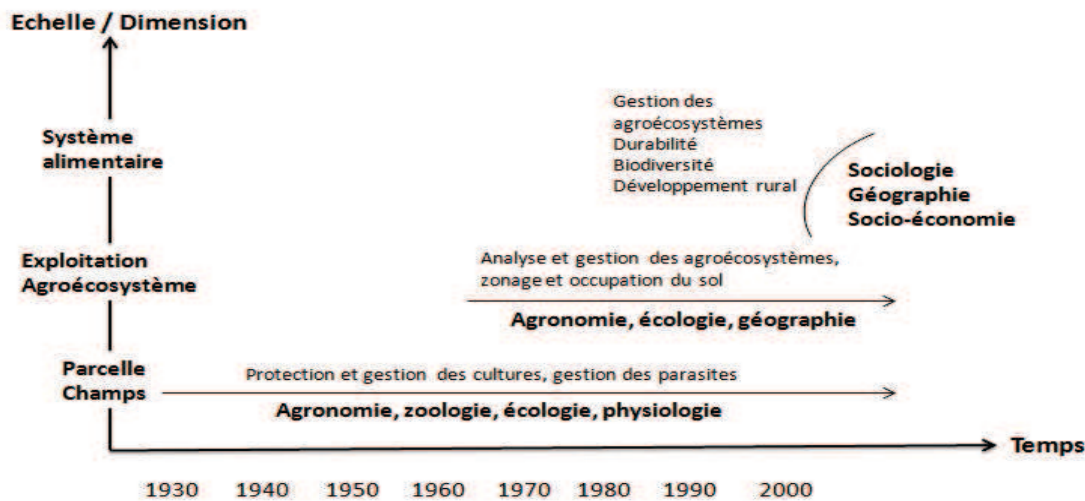 Echelle / Dimension
Système
alimentaire
Gestion des
agroécosystèmes
Durabilité
Biodiversité
Développement rural
Sociologie
Géographie
Socio-économie
Exploitation
Agroécosystème
Analyse et gestion des agroécosystèmes,
zonage et occupation du sol
Agronomie, écologie, géographie
Parcelle
Champs
Protection et gestion des cultures, gestion des parasites
Agronomie, zoologie, écologie, physiologie
Temps
1930 1940 1950 1960 1970 1980 1990 2000